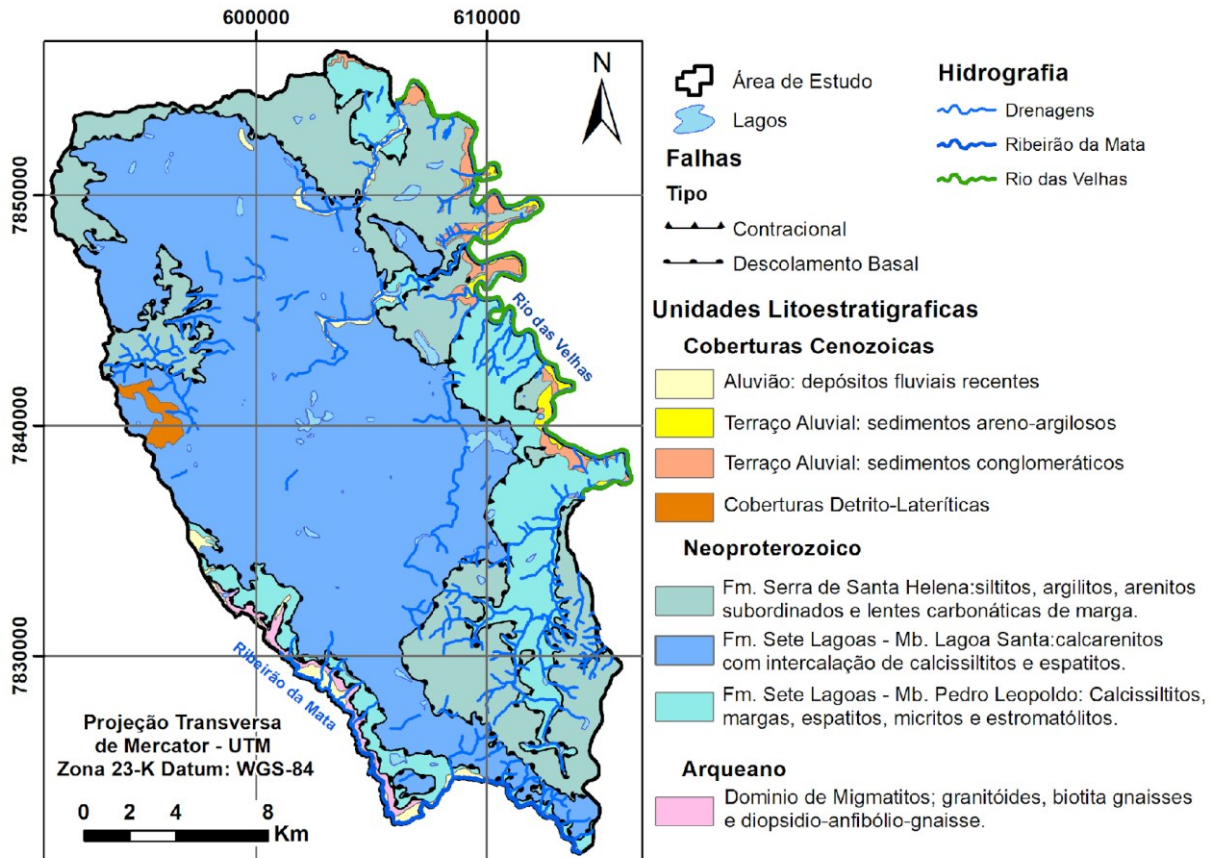 600000
610000
7850000
7840000
7830000
N
Rio das Velhas
Ribeirão da Mata
Projeção Transversa
de Mercator - UTM
Zona 23-K Datum: WGS-84
0 2 4 8
Km
Área de Estudo
Lagos
Falhas
Tipo
Contracional
Descolamento Basal
Hidrografia
Drenagens
Ribeirão da Mata
Rio das Velhas
Unidades Litoestratigraficas
Coberturas Cenozoicas
Aluvião: depósitos fluviais recentes
Terraço Aluvial: sedimentos areno-argilosos
Terraço Aluvial: sedimentos conglomeráticos
Coberturas Detrito-Lateríticas
Neoproterozoico
Fm. Serra de Santa Helena:siltitos, argilitos, arenitos
subordinados e lentes carbonáticas de marga.
Fm. Sete Lagoas - Mb. Lagoa Santa:calcarenitos
com intercalação de calcissiltitos e espatitos.
Fm. Sete Lagoas - Mb. Pedro Leopoldo: Calcissiltitos,
margas, espatitos, micritos e estromatólitos.
Arqueano
Dominio de Migmatitos; granitóides, biotita gnaisses
e diopsidio-anfibólio-gnaisse.